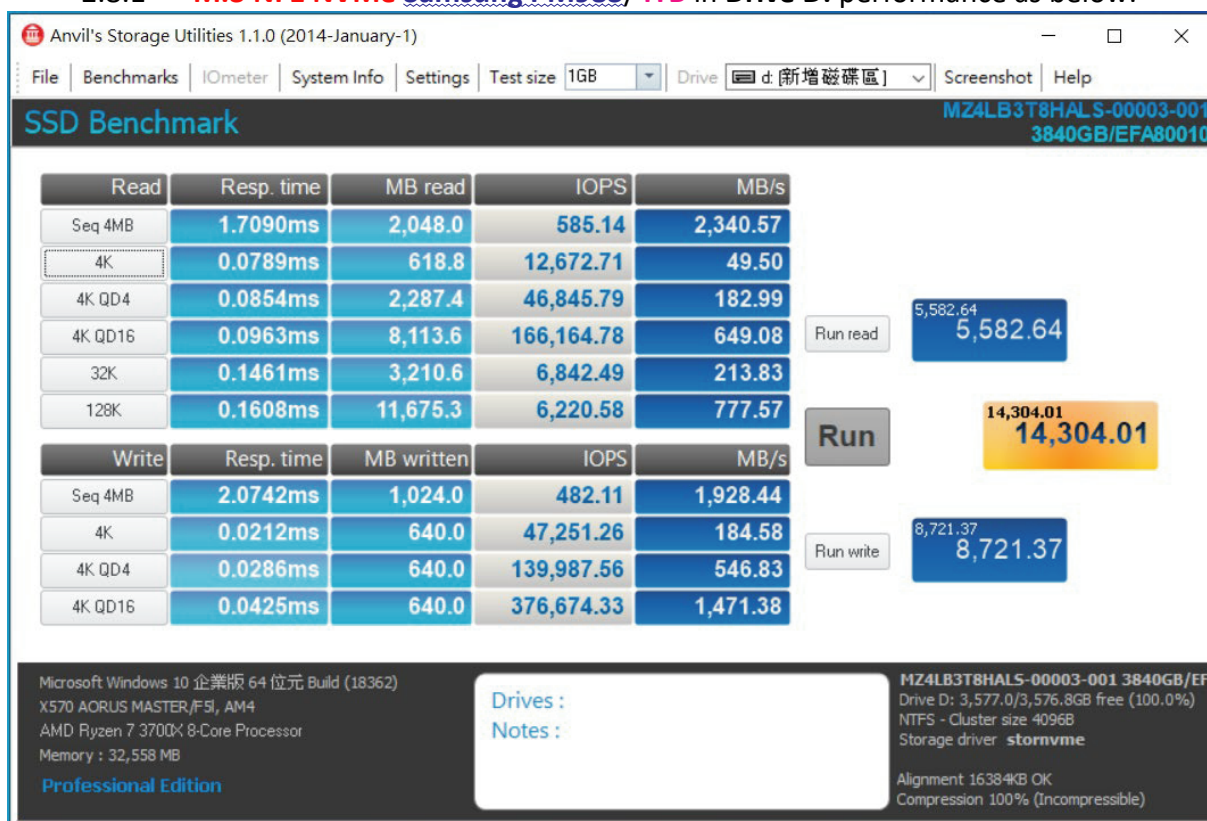 in Drive D: performance as below:
Anvil's Storage Utilities 1.1.0 (2014-January-1)
File Benchmarks IOmeter System Info Settings Test size 1GB Drive d: [新增磁碟區] Screenshot Help
SSD Benchmark
MZ4LB3T8HALS-00003-001
3840GB/EFA80010
Read Resp. time MB read IOPS MB/s
Seq 4MB 1.7090ms 2,048.0 585.14 2,340.57
4K 0.0789ms 618.8 12,672.71 49.50
4K QD4 0.0854ms 2,287.4 46,845.79 182.99
4K QD16 0.0963ms 8,113.6 166,164.78 649.08
32K 0.1461ms 3,210.6 6,842.49 213.83
128K 0.1608ms 11,675.3 6,220.58 777.57
Run read
5,582.64
5,582.64
Run
14,304.01
14,304.01
Write Resp. time MB written IOPS MB/s
Seq 4MB 2.0742ms 1,024.0 482.11 1,928.44
4K 0.0212ms 640.0 47,251.26 184.58
4K QD4 0.0286ms 640.0 139,987.56 546.83
4K QD16 0.0425ms 640.0 376,674.33 1,471.38
Run write
8,721.37
8,721.37
Microsoft Windows 10 企業版 64 位元 Build (18362)
X570 AORUS MASTER/F5l, AM4
AMD Ryzen 7 3700X 8-Core Processor
Memory : 32,558 MB
Professional Edition
Drives :
Notes :
MZ4LB3T8HALS-00003-001 3840GB/EF
Drive D: 3,577.0/3,576.8GB free (100.0%)
NTFS - Cluster size 4096B
Storage driver stornvme
Alignment 16384KB OK
Compression 100% (Incompressible)